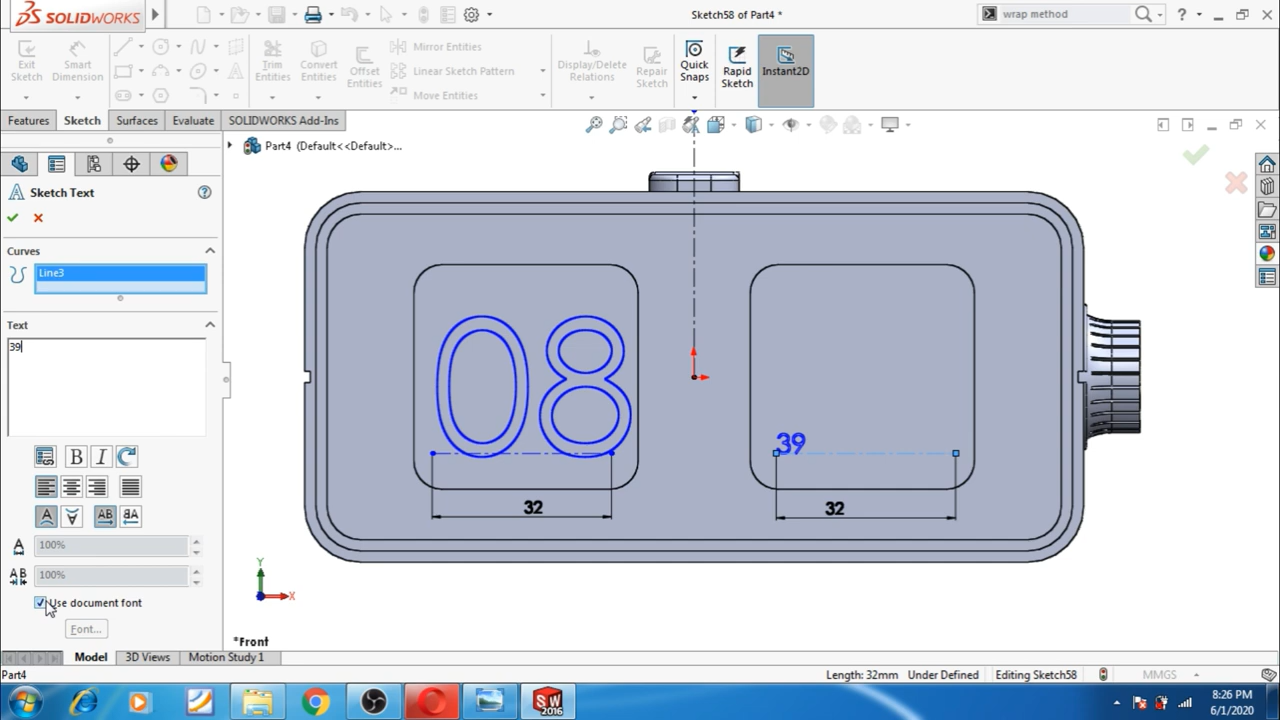 SOLIDWORKS
Sketch58 of Part4 *
wrap method
Exit Sketch
Smart Dimension
Trim Entities
Convert Entities
Offset Entities
Mirror Entities
Linear Sketch Pattern
Move Entities
Display/Delete Relations
Repair Sketch
Quick Snaps
Rapid Sketch
Instant2D
Features
Sketch
Surfaces
Evaluate
SOLIDWORKS Add-Ins
Part4 (Default<<Default>...
Sketch Text
Curves
Line3
Text
39
100%
100%
Use document font
Font...
08
39
32
32
Y
X
*Front
Model
3D Views
Motion Study 1
Part4
Length: 32mm
Under Defined
Editing Sketch58
MMGS
SW
2016
8:26 PM
6/1/2020